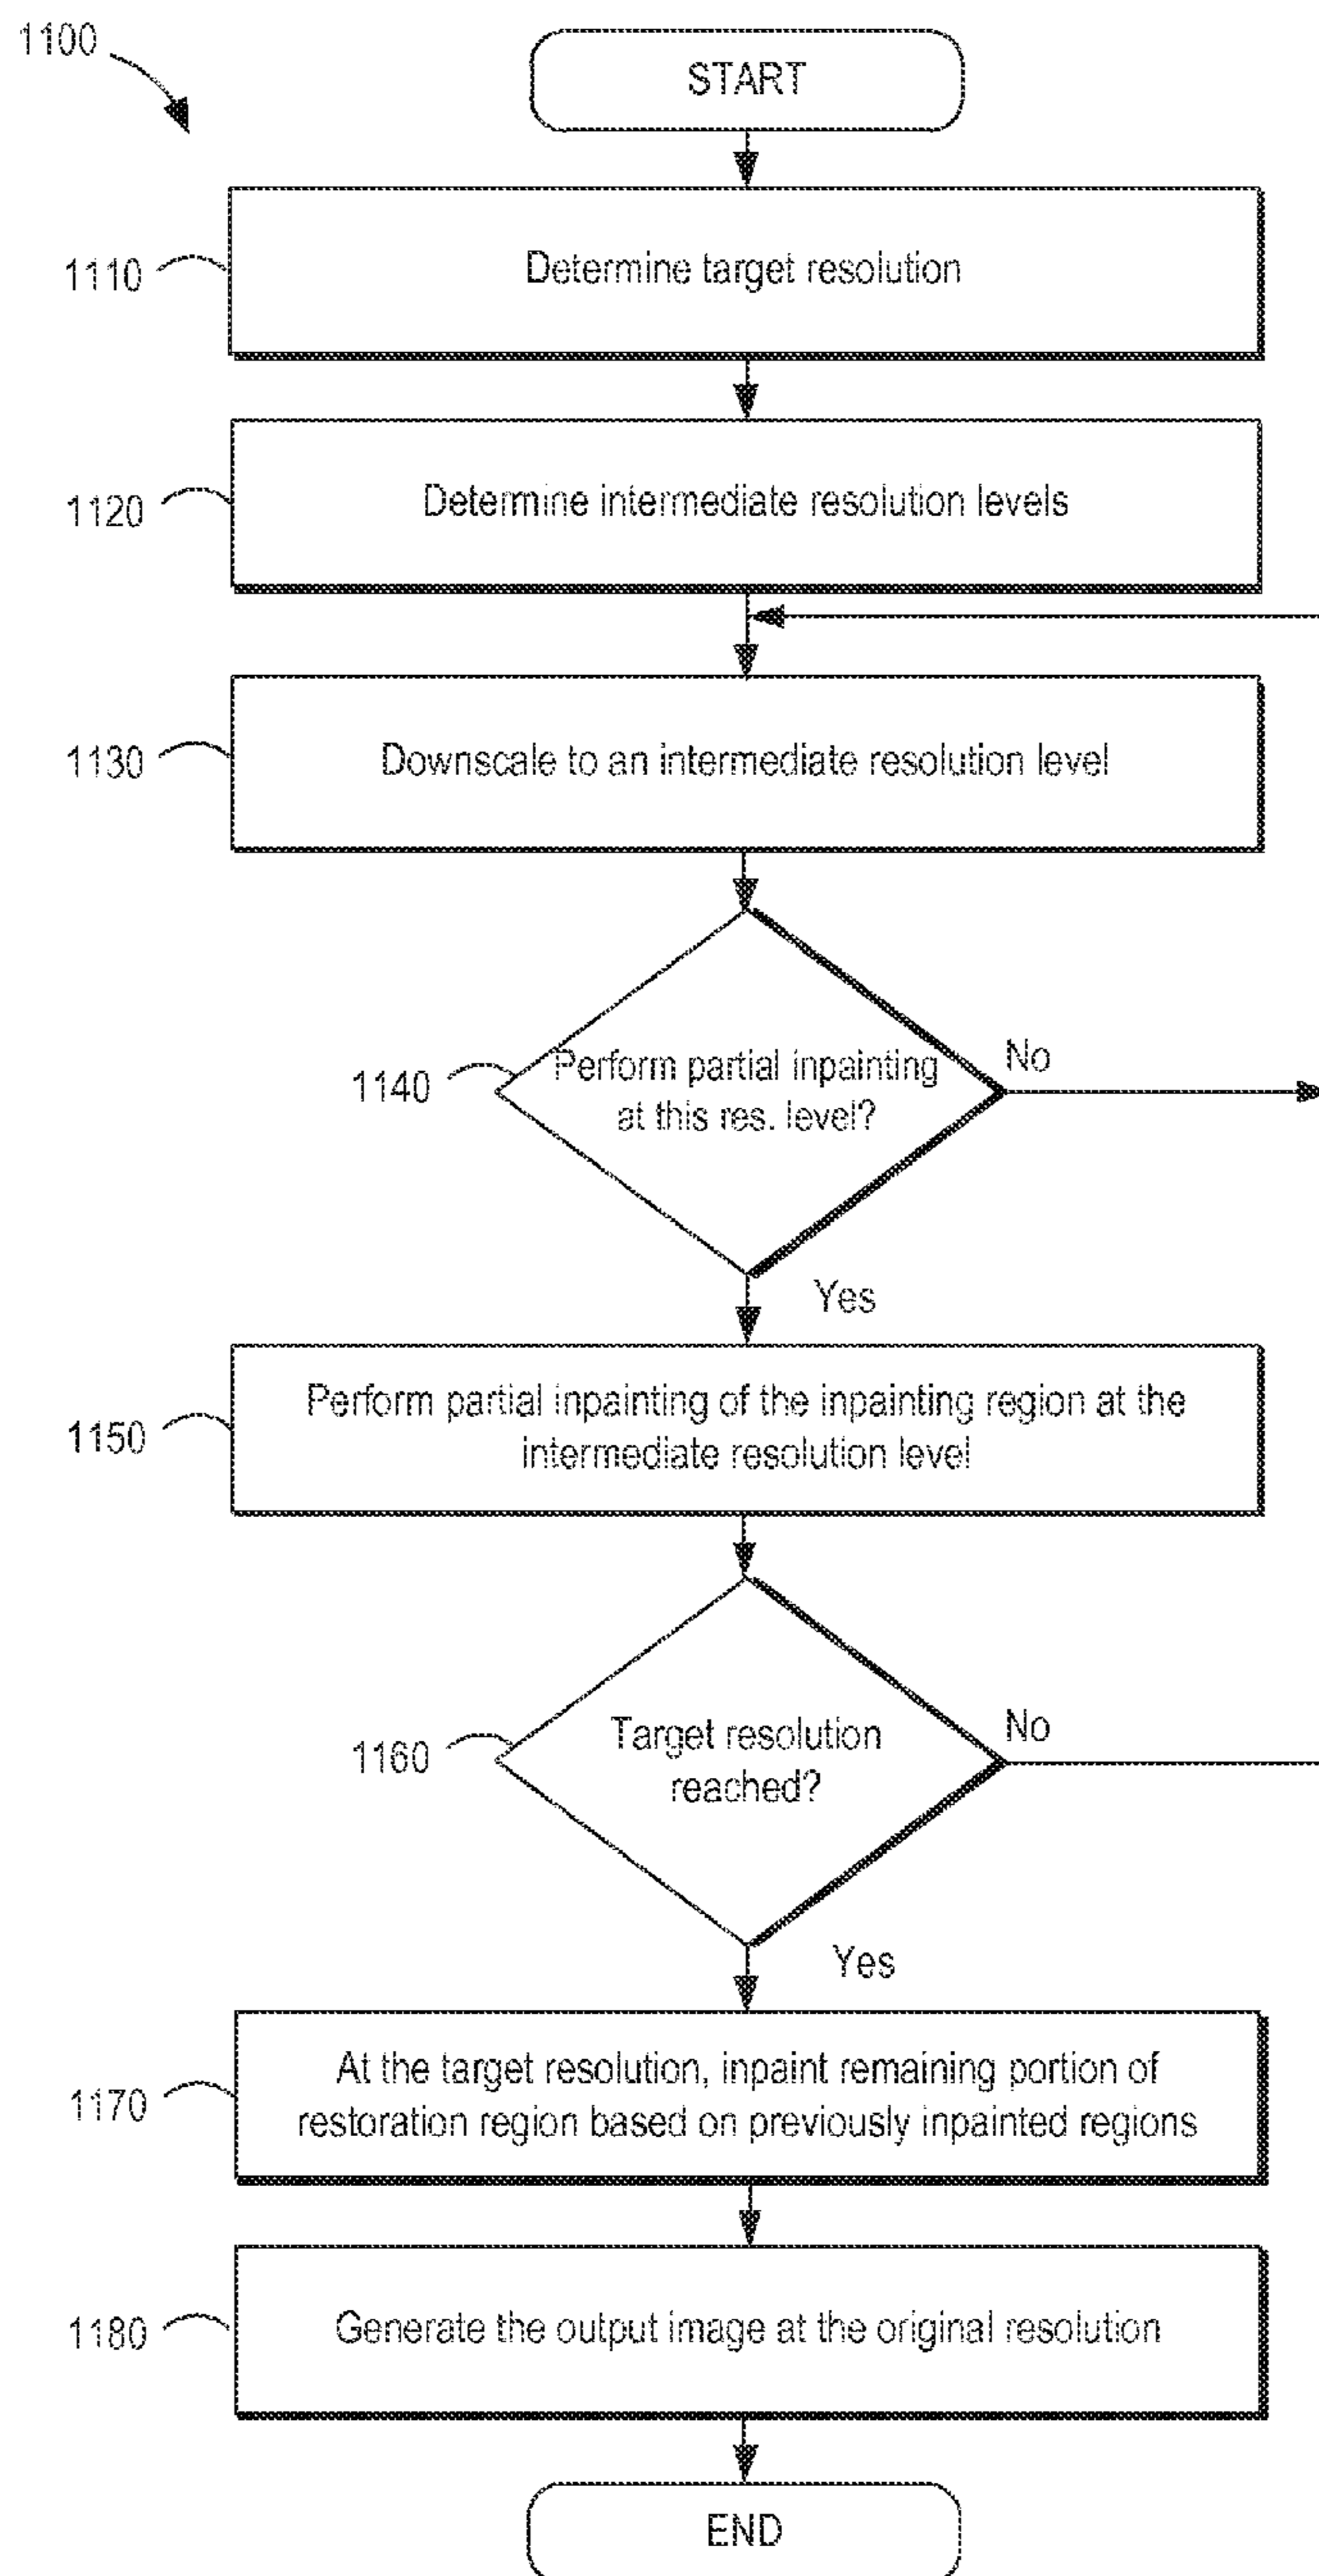 1100
START
1110
Determine target resolution
1120
Determine intermediate resolution levels
1130
Downscale to an intermediate resolution level
1140
Perform partial inpainting
at this res. level?
No
Yes
1150
Perform partial inpainting of the inpainting region at the
intermediate resolution level
1160
Target resolution
reached?
No
Yes
1170
At the target resolution, inpaint remaining portion of
restoration region based on previously inpainted regions
1180
Generate the output image at the original resolution
END